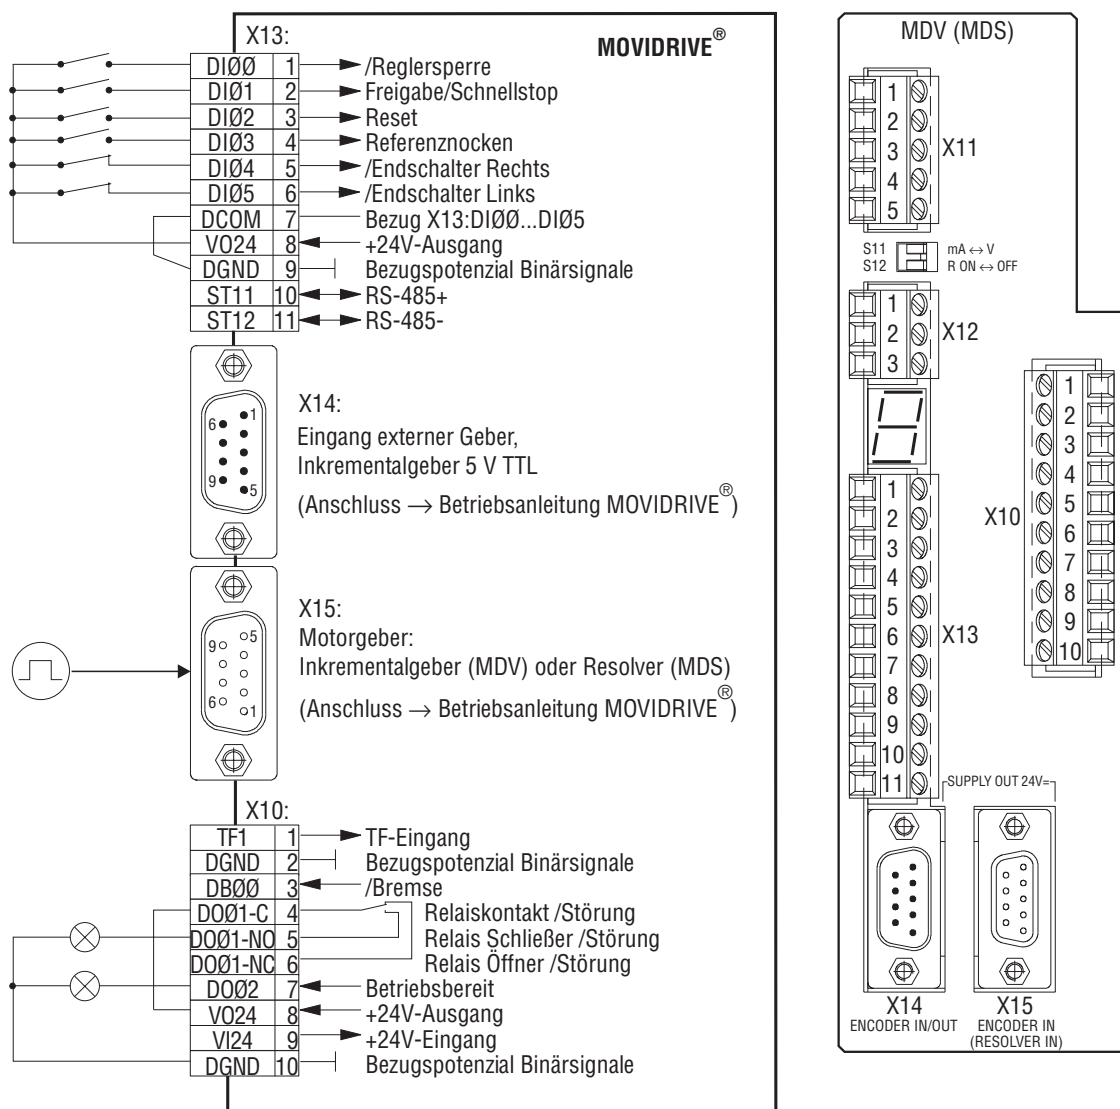 X13:
MOVIDRIVE®
DIØØ 1 /Reglersperre
DIØ1 2 Freigabe/Schnellstop
DIØ2 3 Reset
DIØ3 4 Referenznocken
DIØ4 5 /Endschalter Rechts
DIØ5 6 /Endschalter Links
DCOM 7 Bezug X13:DIØØ...DIØ5
VO24 8 +24V-Ausgang
DGND 9 Bezugspotenzial Binärsignale
ST11 10 RS-485+
ST12 11 RS-485-
X14:
Eingang externer Geber,
Inkrementalgeber 5 V TTL
(Anschluss → Betriebsanleitung MOVIDRIVE®)
6 1
9 5
X15:
Motorgeber:
Inkrementalgeber (MDV) oder Resolver (MDS)
(Anschluss → Betriebsanleitung MOVIDRIVE®)
9 5
6 1
X10:
TF1 1 TF-Eingang
DGND 2 Bezugspotenzial Binärsignale
DBØØ 3 /Bremse
DOØ1-C 4 Relaiskontakt /Störung
DOØ1-NO 5 Relais Schließer /Störung
DOØ1-NC 6 Relais Öffner /Störung
DOØ2 7 Betriebsbereit
VO24 8 +24V-Ausgang
VI24 9 +24V-Eingang
DGND 10 Bezugspotenzial Binärsignale
MDV (MDS)
1
2
3 X11
4
5
S11 mA ↔ V
S12 R ON ↔ OFF
1
2 X12
3
1
2
3
4
5
6 X13
7
8
9
10
11
1
2
3
4
5
X10
6
7
8
9
10
SUPPLY OUT 24V=
X14
ENCODER IN/OUT
X15
ENCODER IN
(RESOLVER IN)